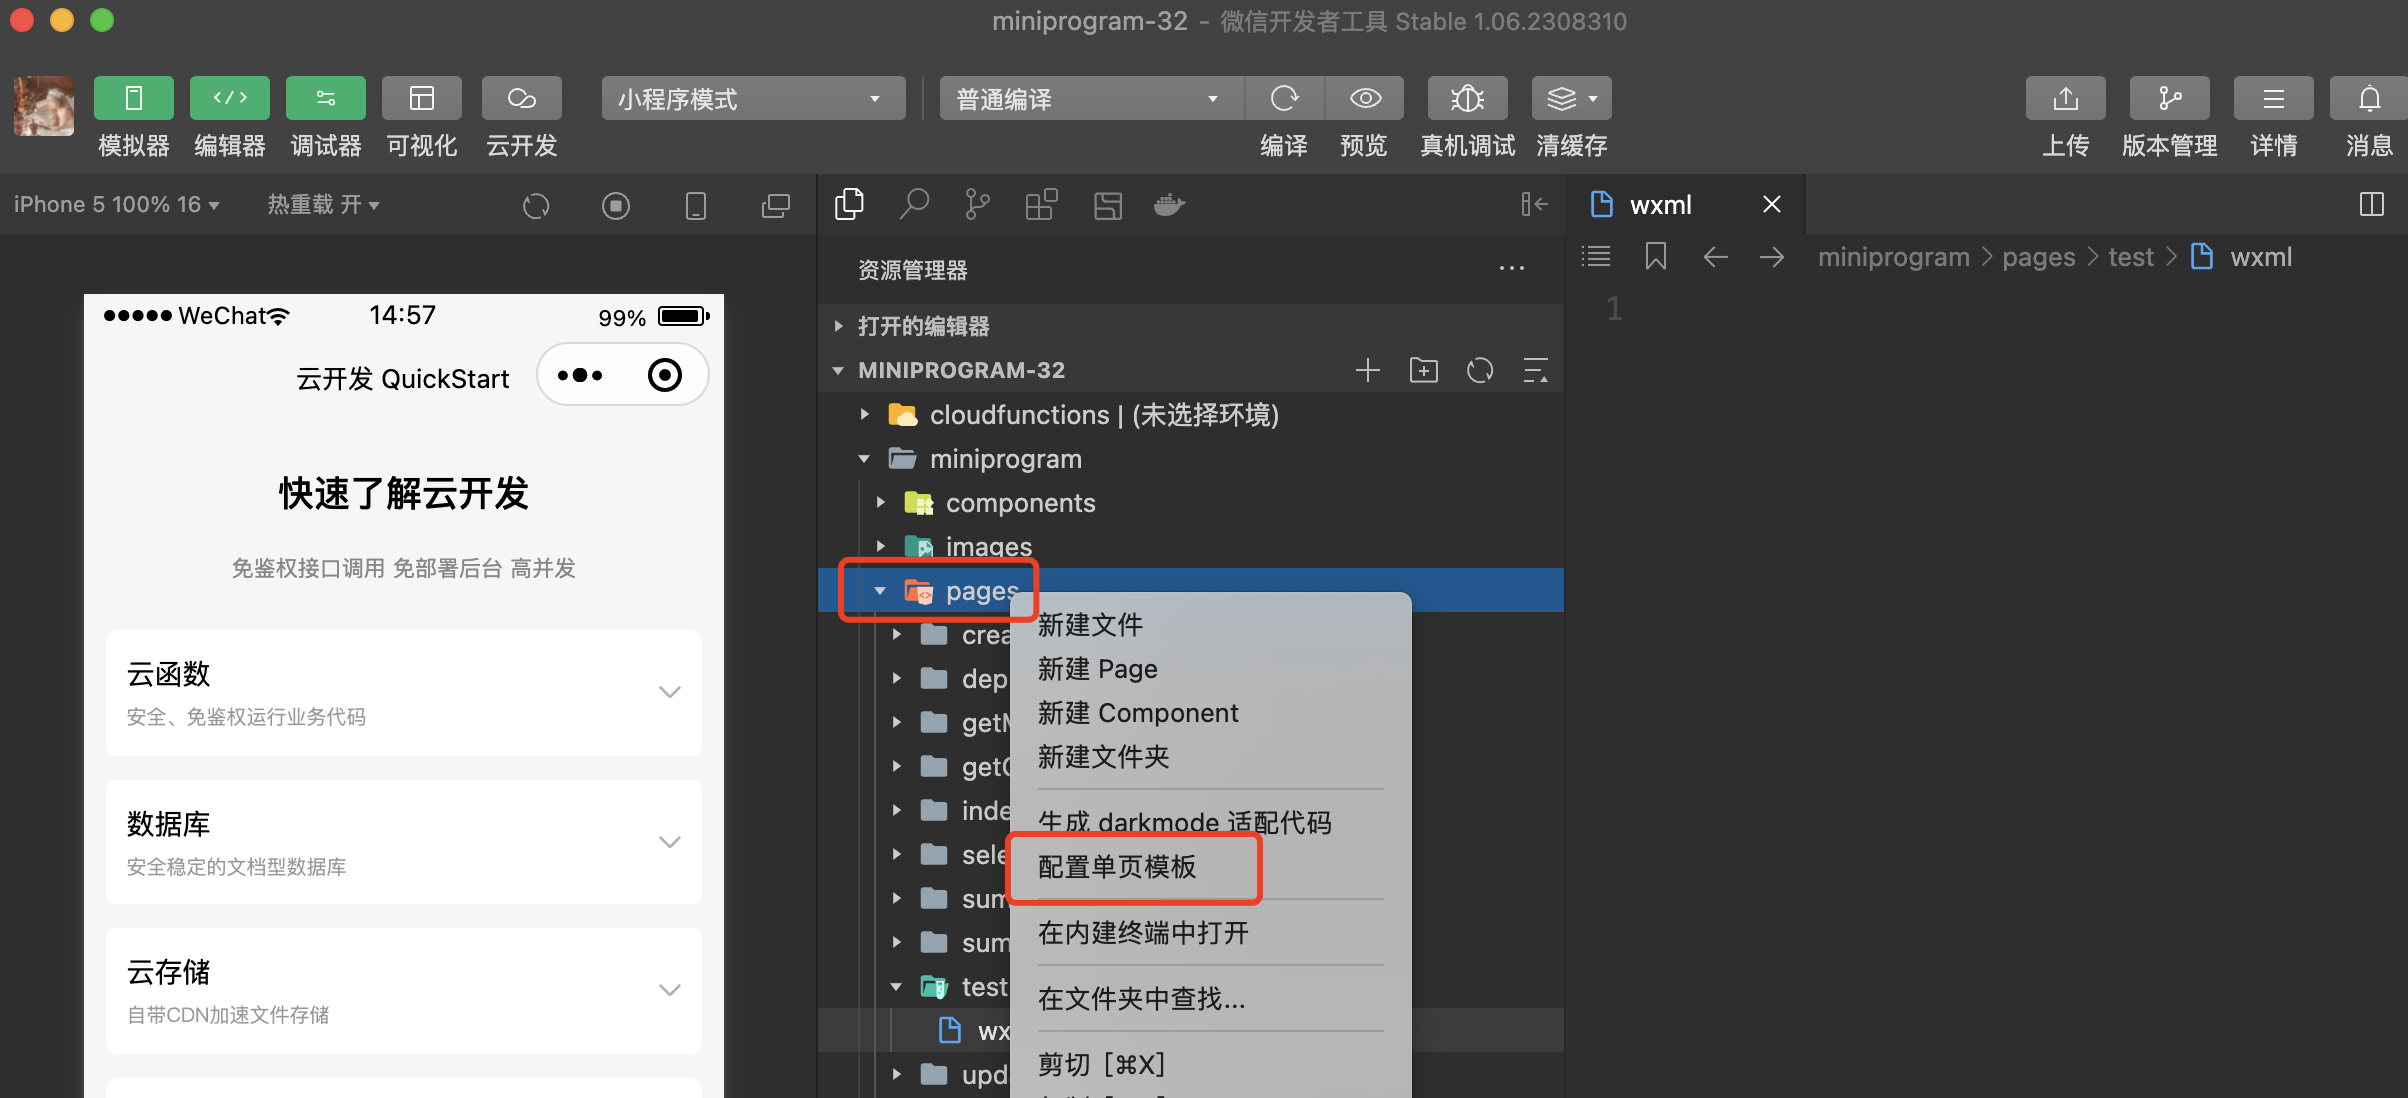 miniprogram-32 - 微信开发者工具 Stable 1.06.2308310
小程序模式
普通编译
模拟器
编辑器
调试器
可视化
云开发
编译
预览
真机调试
清缓存
上传
版本管理
详情
消息
iPhone 5 100% 16
热重载 开
WeChat
14:57
99%
云开发 QuickStart
快速了解云开发
免鉴权接口调用 免部署后台 高并发
云函数
安全、免鉴权运行业务代码
数据库
安全稳定的文档型数据库
云存储
自带CDN加速文件存储
资源管理器
打开的编辑器
MINIPROGRAM-32
cloudfunctions | (未选择环境)
miniprogram
components
images
pages
crea
dep
getM
getC
inde
sele
sum
sum
test
wx
upd
新建文件
新建 Page
新建 Component
新建文件夹
生成 darkmode 适配代码
配置单页模板
在内建终端中打开
在文件夹中查找...
剪切 [⌘X]
wxml
miniprogram > pages > test > wxml
1